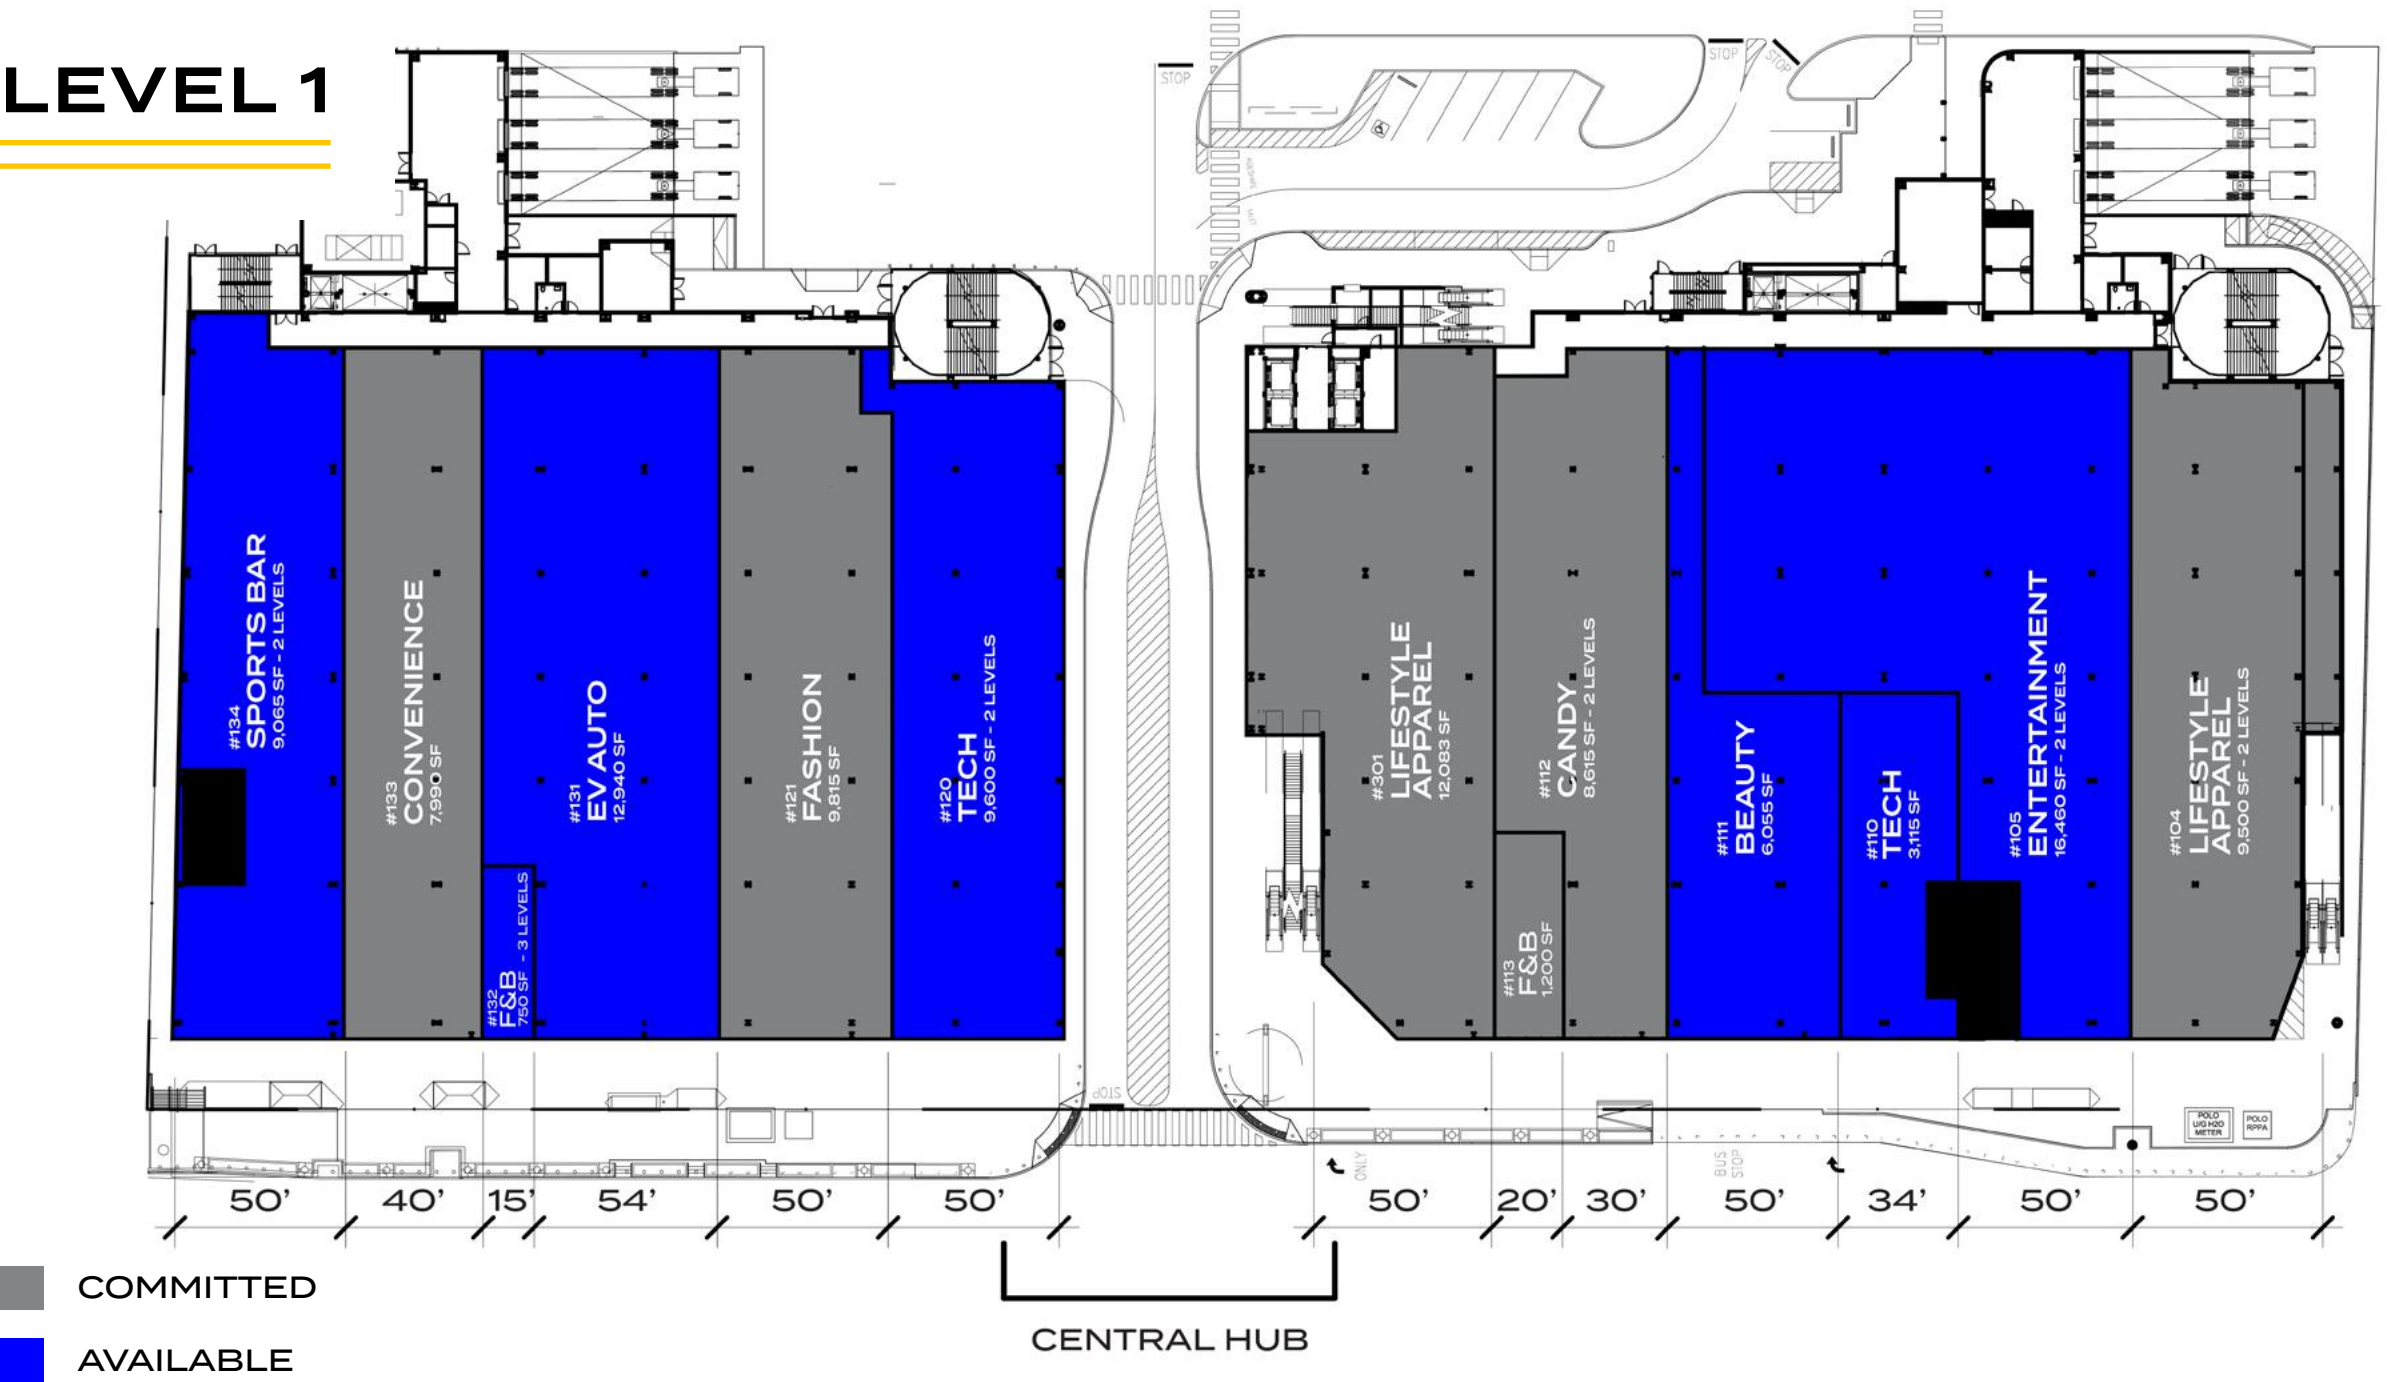 LEVEL 1
STOP
STOP
STOP
#134
SPORTS BAR
9,065 SF - 2 LEVELS
#133
CONVENIENCE
7,990 SF
#132
F&B
750 SF - 3 LEVELS
#131
EV AUTO
12,940 SF
#121
FASHION
9,815 SF
#120
TECH
9,600 SF - 2 LEVELS
#301
LIFESTYLE
APPAREL
12,083 SF
#113
F&B
1,200 SF
#112
CANDY
8,615 SF - 2 LEVELS
#111
BEAUTY
6,055 SF
#110
TECH
3,115 SF
#105
ENTERTAINMENT
16,460 SF - 2 LEVELS
#104
LIFESTYLE
APPAREL
9,500 SF - 2 LEVELS
STOP
ONLY
BUS
STOP
POLO
U/G H2O
METER
POLO
RPPA
50’
40’
15’
54’
50’
50’
50’
20’
30’
50’
34’
50’
50’
CENTRAL HUB
COMMITTED
AVAILABLE